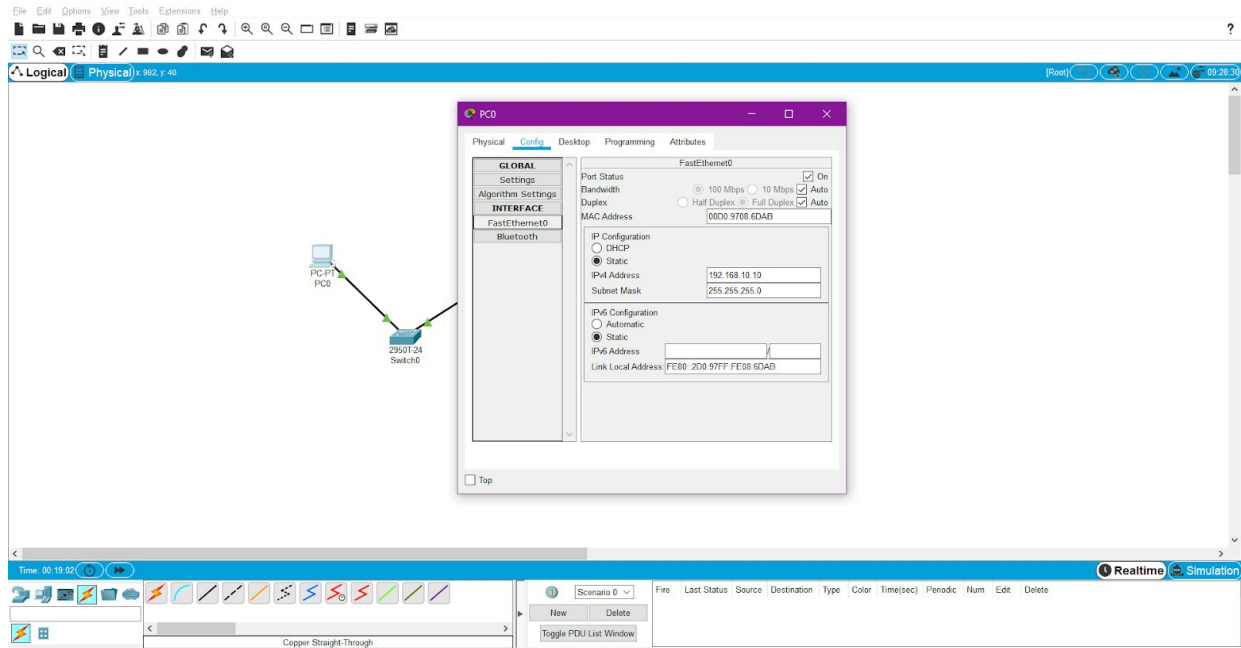 File Edit Options View Tools Extensions Help
?
Logical Physical x: 982, y: 40 [Root] 09:28:30
PC0
Physical Config Desktop Programming Attributes
GLOBAL
Settings
Algorithm Settings
INTERFACE
FastEthernet0
Bluetooth
FastEthernet0
Port Status On
Bandwidth 100 Mbps 10 Mbps Auto
Duplex Half Duplex Full Duplex Auto
MAC Address 00D0.9708.6DAB
IP Configuration
DHCP
Static
IPv4 Address 192.168.10.10
Subnet Mask 255.255.255.0
IPv6 Configuration
Automatic
Static
IPv6 Address /
Link Local Address: FE80::2D0:97FF:FE08:6DAB
Top
PC-PT
PC0
2950T-24
Switch0
Time: 00:19:02 Realtime Simulation
Scenario 0
New Delete
Toggle PDU List Window
Fire Last Status Source Destination Type Color Time(sec) Periodic Num Edit Delete
Copper Straight-Through